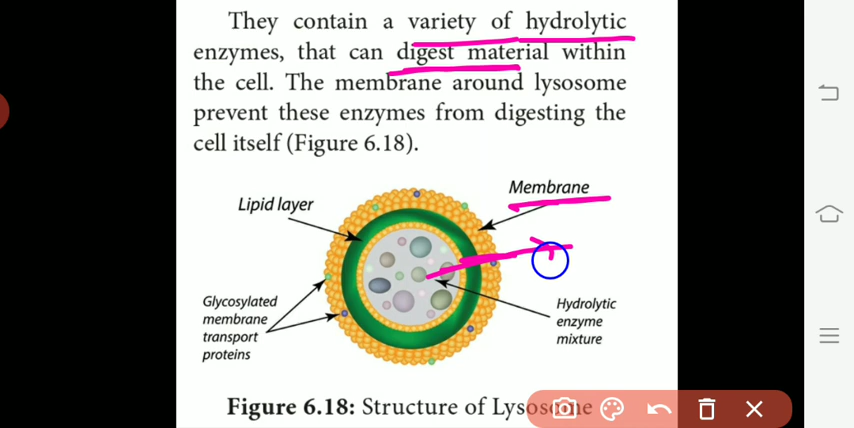 They contain a variety of hydrolytic
enzymes, that can digest material within
the cell. The membrane around lysosome
prevent these enzymes from digesting the
cell itself (Figure 6.18).
Membrane
Lipid layer
Glycosylated
membrane
transport
proteins
Hydrolytic
enzyme
mixture
Figure 6.18: Structure of Lysosome